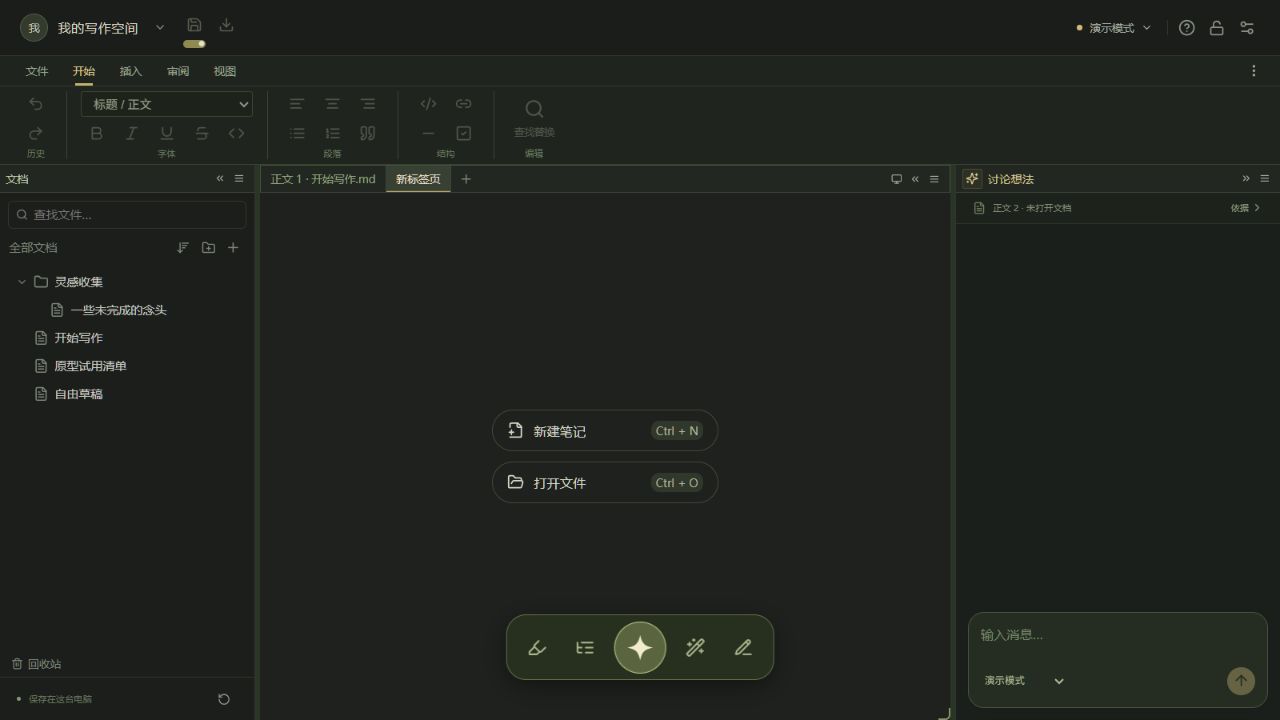 我 我的写作空间
演示模式
文件 开始 插入 审阅 视图
标题 / 正文
查找替换
历史 字体 段落 结构 编辑
文档
正文 1 · 开始写作.md 新标签页
讨论想法
查找文件...
正文 2 · 未打开文档 依据
全部文档
灵感收集
一些未完成的念头
开始写作
原型试用清单
自由草稿
新建笔记 Ctrl + N
打开文件 Ctrl + O
输入消息...
回收站
演示模式
保存在这台电脑